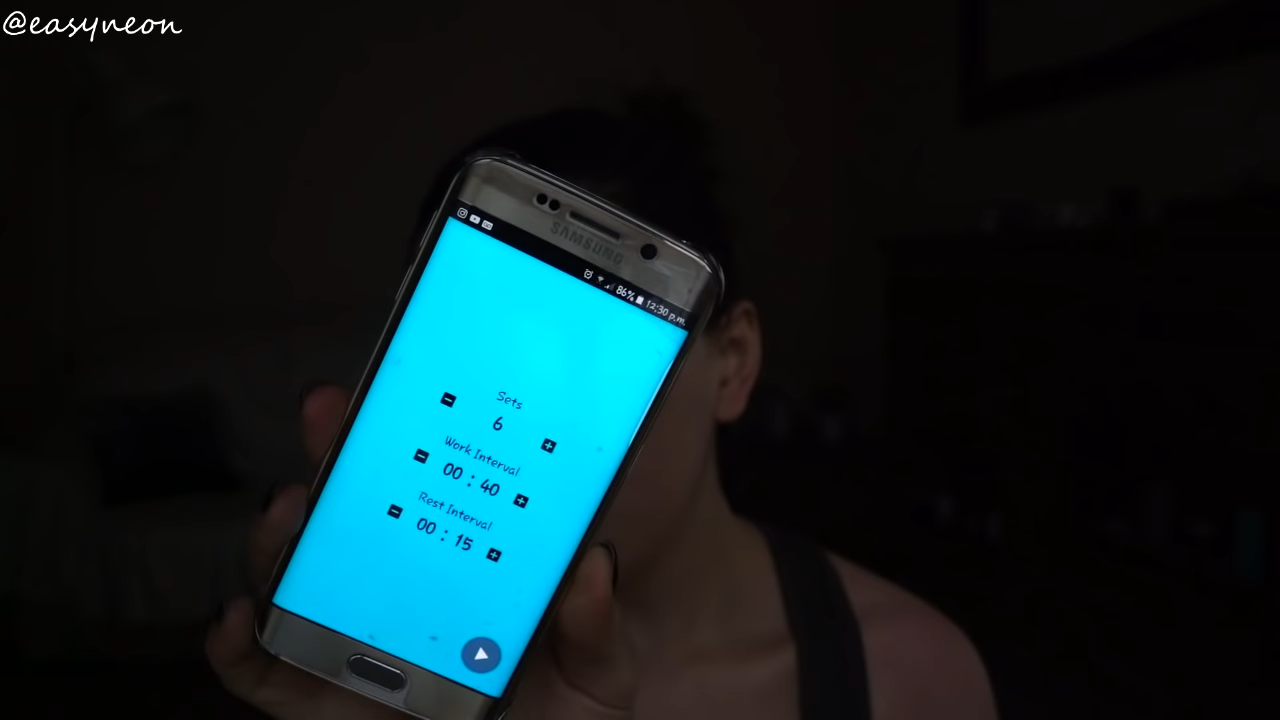 @easyneon
SAMSUNG
86% 12:30 p.m.
Sets
6
Work Interval
00 : 40
Rest Interval
00 : 15